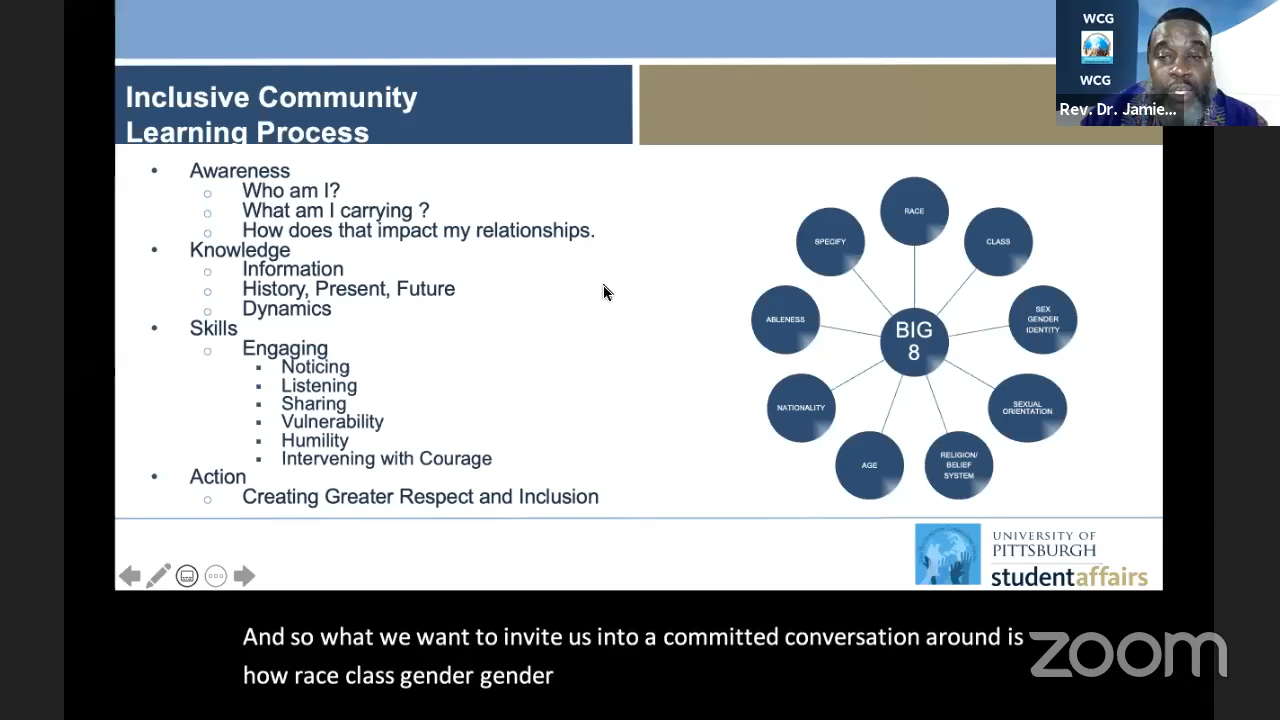 WCG
WCG
Rev. Dr. Jamie...
Inclusive Community
Learning Process
• Awareness
○ Who am I?
○ What am I carrying ?
○ How does that impact my relationships.
• Knowledge
○ Information
○ History, Present, Future
○ Dynamics
• Skills
○ Engaging
▪ Noticing
▪ Listening
▪ Sharing
▪ Vulnerability
▪ Humility
▪ Intervening with Courage
• Action
○ Creating Greater Respect and Inclusion
BIG
8
RACE
CLASS
SEX
GENDER
IDENTITY
SEXUAL
ORIENTATION
RELIGION/
BELIEF
SYSTEM
AGE
NATIONALITY
ABLENESS
SPECIFY
UNIVERSITY OF
PITTSBURGH
studentaffairs
And so what we want to invite us into a committed conversation around is
how race class gender gender
zoom